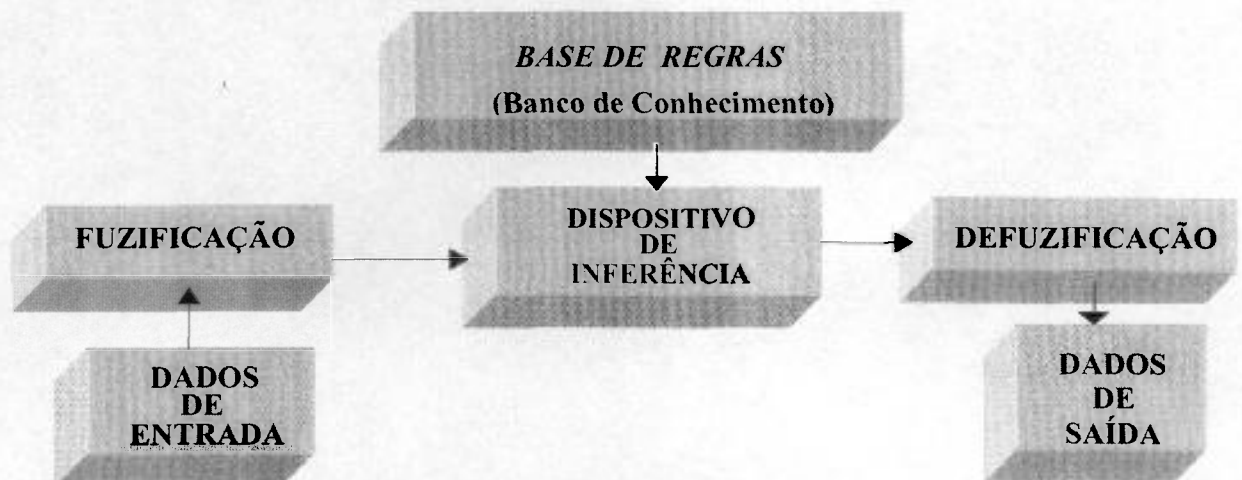 BASE DE REGRAS
(Banco de Conhecimento)
FUZIFICAÇÃO
DISPOSITIVO
DE
INFERÊNCIA
DEFUZIFICAÇÃO
DADOS
DE
ENTRADA
DADOS
DE
SAÍDA